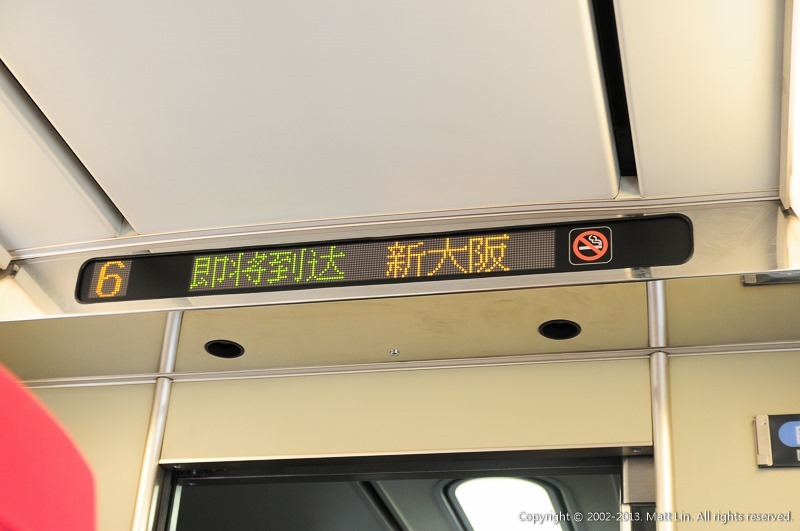 6 即将到达 新大阪
Copyright © 2002-2013. Matt Lin. All rights reserved.